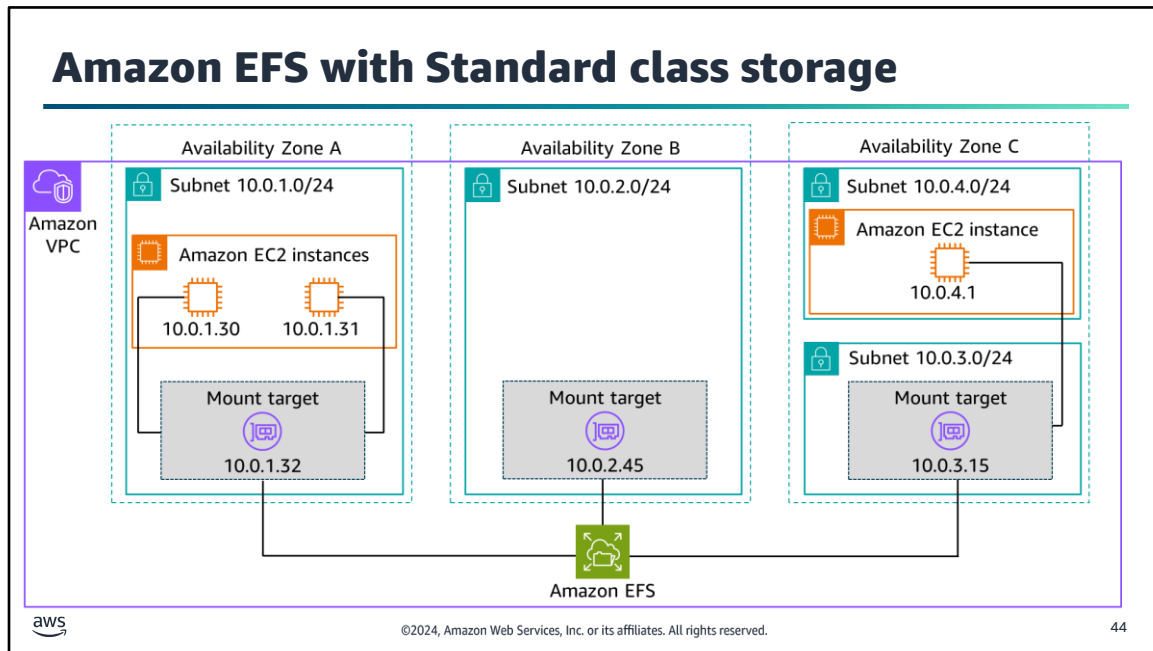 Amazon EFS with Standard class storage
Availability Zone A
Availability Zone B
Availability Zone C
Amazon
VPC
Subnet 10.0.1.0/24
Amazon EC2 instances
10.0.1.30
10.0.1.31
Mount target
10.0.1.32
Subnet 10.0.2.0/24
Mount target
10.0.2.45
Subnet 10.0.4.0/24
Amazon EC2 instance
10.0.4.1
Subnet 10.0.3.0/24
Mount target
10.0.3.15
Amazon EFS
aws
©2024, Amazon Web Services, Inc. or its affiliates. All rights reserved.
44